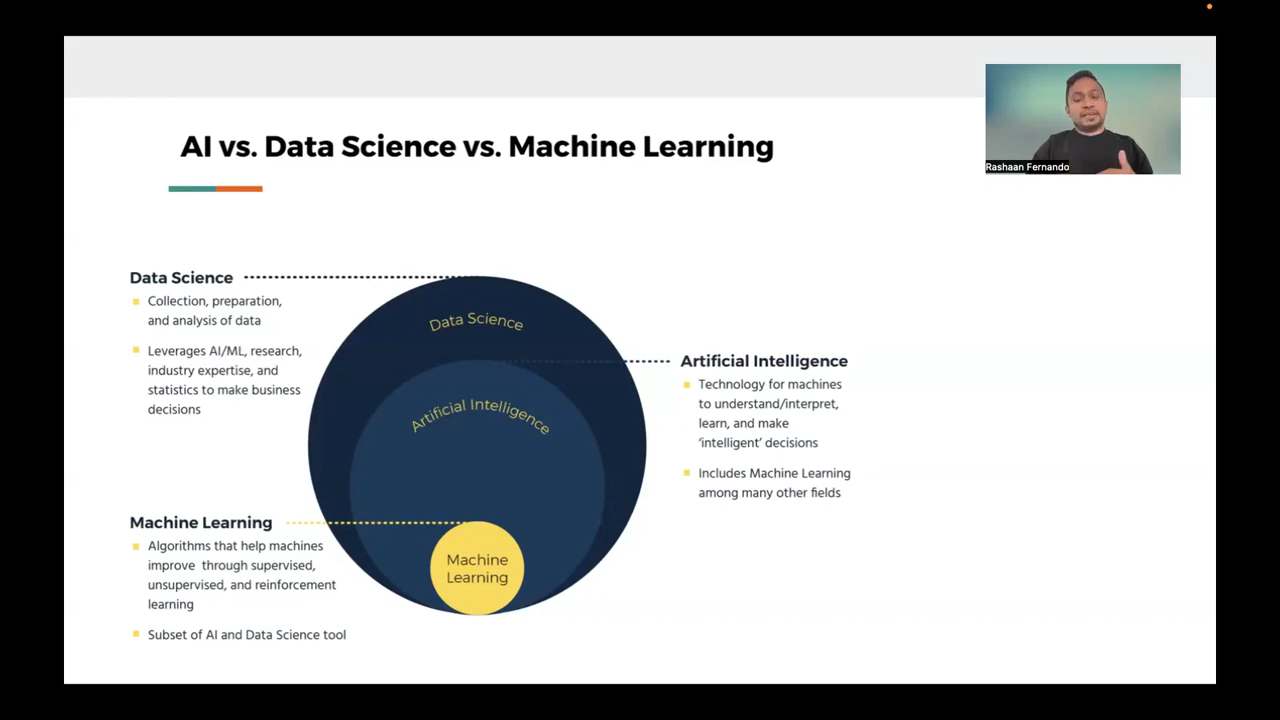 AI vs. Data Science vs. Machine Learning
Rashaan Fernando
Data Science
Collection, preparation,
and analysis of data
Leverages AI/ML, research,
industry expertise, and
statistics to make business
decisions
Machine Learning
Algorithms that help machines
improve through supervised,
unsupervised, and reinforcement
learning
Subset of AI and Data Science tool
Data Science
Artificial Intelligence
Machine
Learning
Artificial Intelligence
Technology for machines
to understand/interpret,
learn, and make
‘intelligent’ decisions
Includes Machine Learning
among many other fields